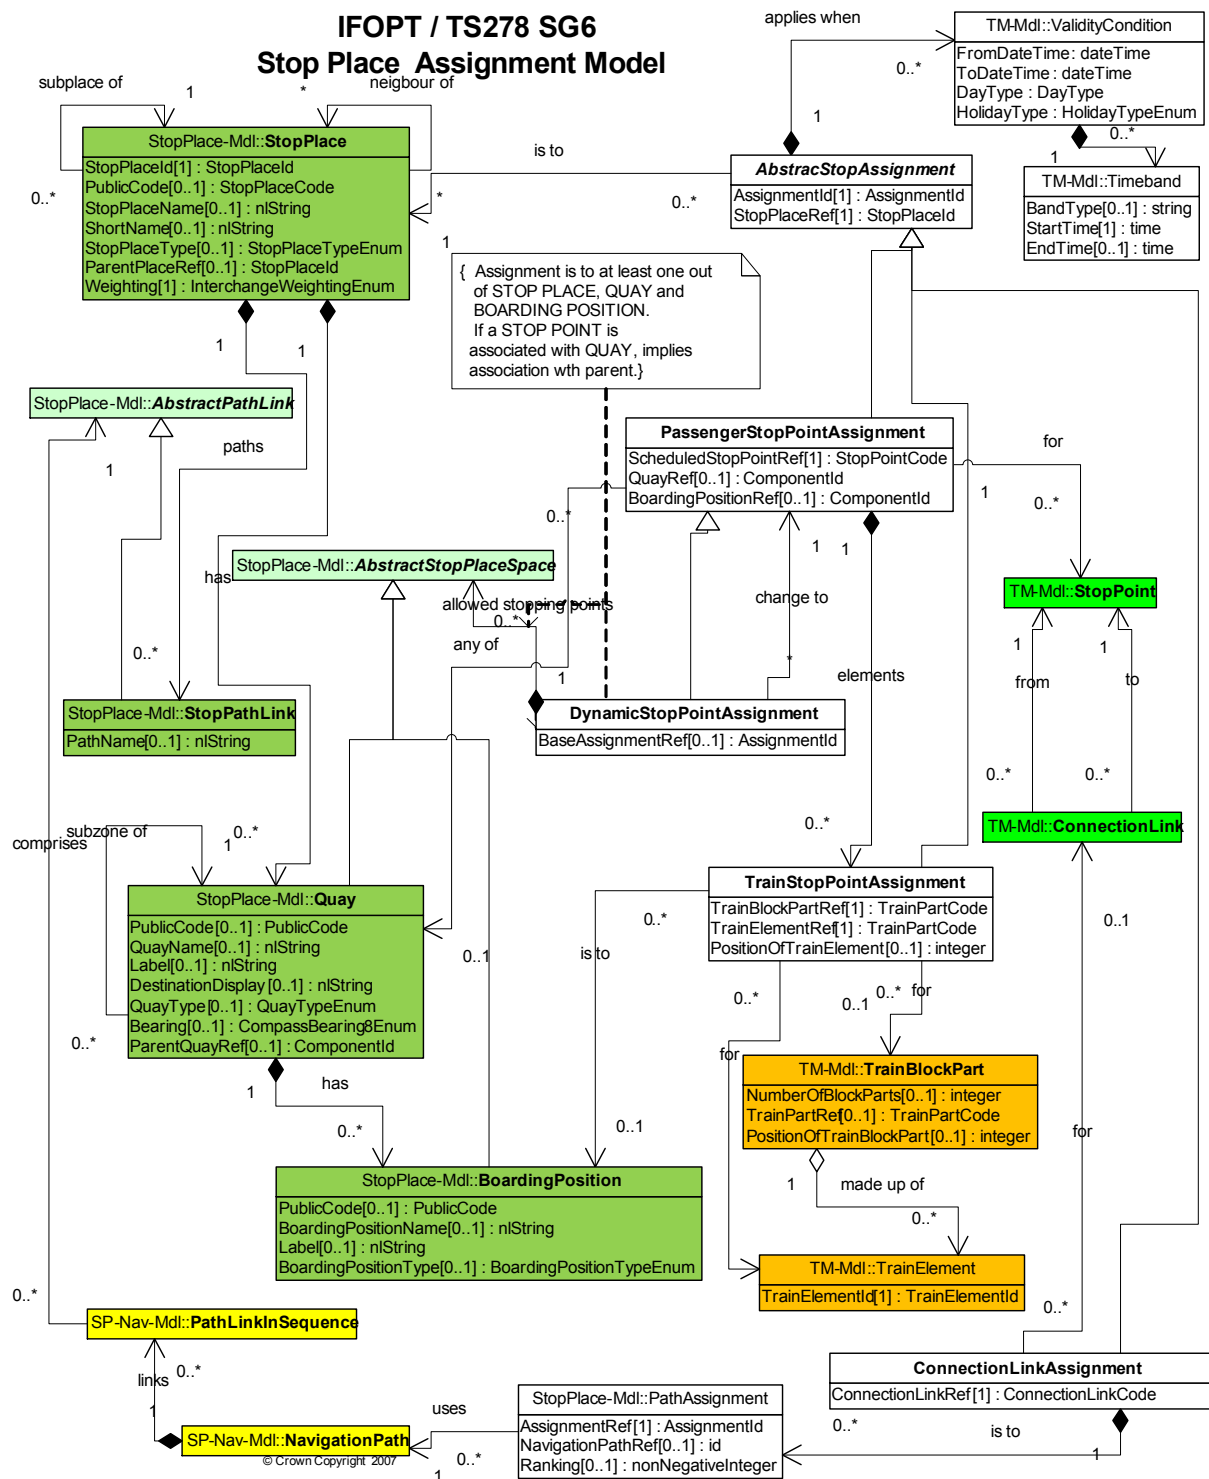 IFOPT / TS278 SG6
Stop Place  Assignment Model
applies when
0..*
1
TM-Mdl::ValidityCondition
FromDateTime: dateTime
ToDateTime : dateTime
DayType : DayType
HolidayType : HolidayTypeEnum
0..*
1
TM-Mdl::Timeband
BandType[0..1] : string
StartTime[1] : time
EndTime[0..1] : time
subplace of
1
*
neigbour of
0..*
StopPlace-Mdl::StopPlace
StopPlaceId[1] : StopPlaceId
PublicCode[0..1] : StopPlaceCode
StopPlaceName[0..1] : nlString
ShortName[0..1] : nlString
StopPlaceType[0..1] : StopPlaceTypeEnum
ParentPlaceRef[0..1] : StopPlaceId
Weighting[1] : InterchangeWeightingEnum
is to
*
0..*
1
AbstracStopAssignment
AssignmentId[1] : AssignmentId
StopPlaceRef[1] : StopPlaceId
{ Assignment is to at least one out
of STOP PLACE, QUAY and
BOARDING POSITION.
If a STOP POINT is
associated with QUAY, implies
association wth parent.}
1
1
StopPlace-Mdl::AbstractPathLink
paths
1
1
PassengerStopPointAssignment
ScheduledStopPointRef[1] : StopPointCode
QuayRef[0..1] : ComponentId
BoardingPositionRef[0..1] : ComponentId
for
1
0..*
0..*
1
1
StopPlace-Mdl::AbstractStopPlaceSpace
has
allowed stopping points
0..*
any of
1
change to
*
elements
TM-Mdl::StopPoint
1
1
from
to
0..*
StopPlace-Mdl::StopPathLink
PathName[0..1] : nlString
DynamicStopPointAssignment
BaseAssignmentRef[0..1] : AssignmentId
0..*
0..*
TM-Mdl::ConnectionLink
comprises
subzone of
1
0..*
0..*
StopPlace-Mdl::Quay
PublicCode[0..1] : PublicCode
QuayName[0..1] : nlString
Label[0..1] : nlString
DestinationDisplay[0..1] : nlString
QuayType[0..1] : QuayTypeEnum
Bearing[0..1] : CompassBearing8Enum
ParentQuayRef[0..1] : ComponentId
0..*
0..1
TrainStopPointAssignment
TrainBlockPartRef[1] : TrainPartCode
TrainElementRef[1] : TrainPartCode
PositionOfTrainElement[0..1] : integer
0..*
is to
0..1
0..*
0..1
0..*
for
for
TM-Mdl::TrainBlockPart
NumberOfBlockParts[0..1] : integer
TrainPartRef[0..1] : TrainPartCode
PositionOfTrainBlockPart[0..1] : integer
for
1
has
0..*
0..1
StopPlace-Mdl::BoardingPosition
PublicCode[0..1] : PublicCode
BoardingPositionName[0..1] : nlString
Label[0..1] : nlString
BoardingPositionType[0..1] : BoardingPositionTypeEnum
1
made up of
0..*
TM-Mdl::TrainElement
TrainElementId[1] : TrainElementId
0..*
0..*
SP-Nav-Mdl::PathLinkInSequence
links
0..*
1
ConnectionLinkAssignment
ConnectionLinkRef[1] : ConnectionLinkCode
0..*
is to
1
StopPlace-Mdl::PathAssignment
AssignmentRef[1] : AssignmentId
NavigationPathRef[0..1] : id
Ranking[0..1] : nonNegativeInteger
uses
0..*
1
SP-Nav-Mdl::NavigationPath
© Crown Copyright 2007